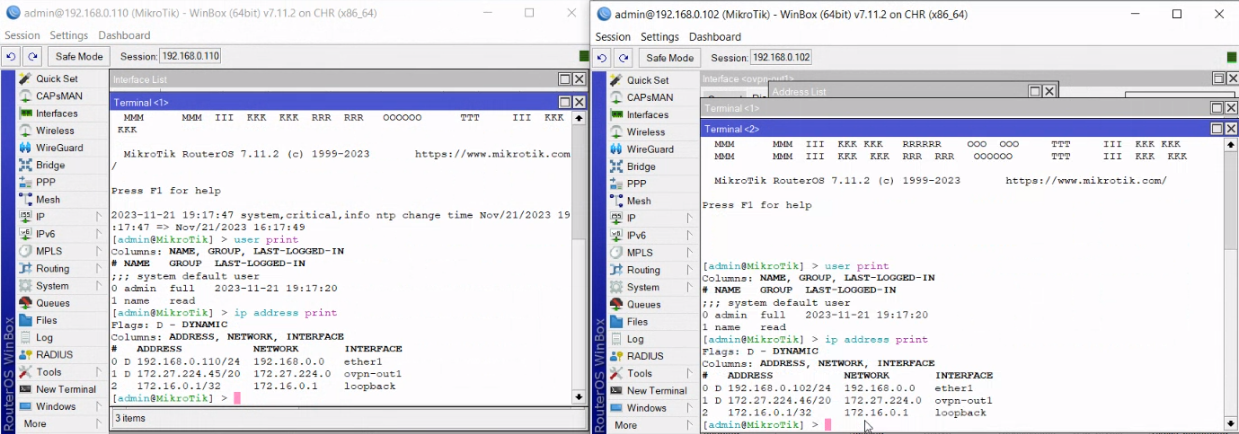 admin@192.168.0.110 (MikroTik) - WinBox (64bit) v7.11.2 on CHR (x86_64)
Session Settings Dashboard
Safe Mode Session: 192.168.0.110
Quick Set
CAPsMAN
Interfaces
Wireless
WireGuard
Bridge
PPP
Mesh
IP
IPv6
MPLS
Routing
System
Queues
Files
Log
RADIUS
Tools
New Terminal
Windows
More
RouterOS WinBox
Interface List
Terminal <1>
MMM MMM III KKK KKK RRR RRR OOOOOO TTT III KKK
KKK
MikroTik RouterOS 7.11.2 (c) 1999-2023 https://www.mikrotik.com
/
Press F1 for help
2023-11-21 19:17:47 system,critical,info ntp change time Nov/21/2023 19
:17:47 => Nov/21/2023 16:17:49
[admin@MikroTik] > user print
Columns: NAME, GROUP, LAST-LOGGED-IN
# NAME GROUP LAST-LOGGED-IN
;;; system default user
0 admin full 2023-11-21 19:17:20
1 name read
[admin@MikroTik] > ip address print
Flags: D - DYNAMIC
Columns: ADDRESS, NETWORK, INTERFACE
# ADDRESS NETWORK INTERFACE
0 D 192.168.0.110/24 192.168.0.0 ether1
1 D 172.27.224.45/20 172.27.224.0 ovpn-out1
2 172.16.0.1/32 172.16.0.1 loopback
[admin@MikroTik] >
3 items
admin@192.168.0.102 (MikroTik) - WinBox (64bit) v7.11.2 on CHR (x86_64)
Session Settings Dashboard
Safe Mode Session: 192.168.0.102
Quick Set
CAPsMAN
Interfaces
Wireless
WireGuard
Bridge
PPP
Mesh
IP
IPv6
MPLS
Routing
System
Queues
Files
Log
RADIUS
Tools
New Terminal
Windows
More
RouterOS WinBox
Interface <ovpn-out1>
Address List
Terminal <1>
Terminal <2>
MMM MMM III KKK KKK RRRRRR OOO OOO TTT III KKK KKK
MMM MMM III KKK KKK RRR RRR OOOOOO TTT III KKK KKK
MikroTik RouterOS 7.11.2 (c) 1999-2023 https://www.mikrotik.com/
Press F1 for help
[admin@MikroTik] > user print
Columns: NAME, GROUP, LAST-LOGGED-IN
# NAME GROUP LAST-LOGGED-IN
;;; system default user
0 admin full 2023-11-21 19:17:20
1 name read
[admin@MikroTik] > ip address print
Flags: D - DYNAMIC
Columns: ADDRESS, NETWORK, INTERFACE
# ADDRESS NETWORK INTERFACE
0 D 192.168.0.102/24 192.168.0.0 ether1
1 D 172.27.224.46/20 172.27.224.0 ovpn-out1
2 172.16.0.1/32 172.16.0.1 loopback
[admin@MikroTik] >